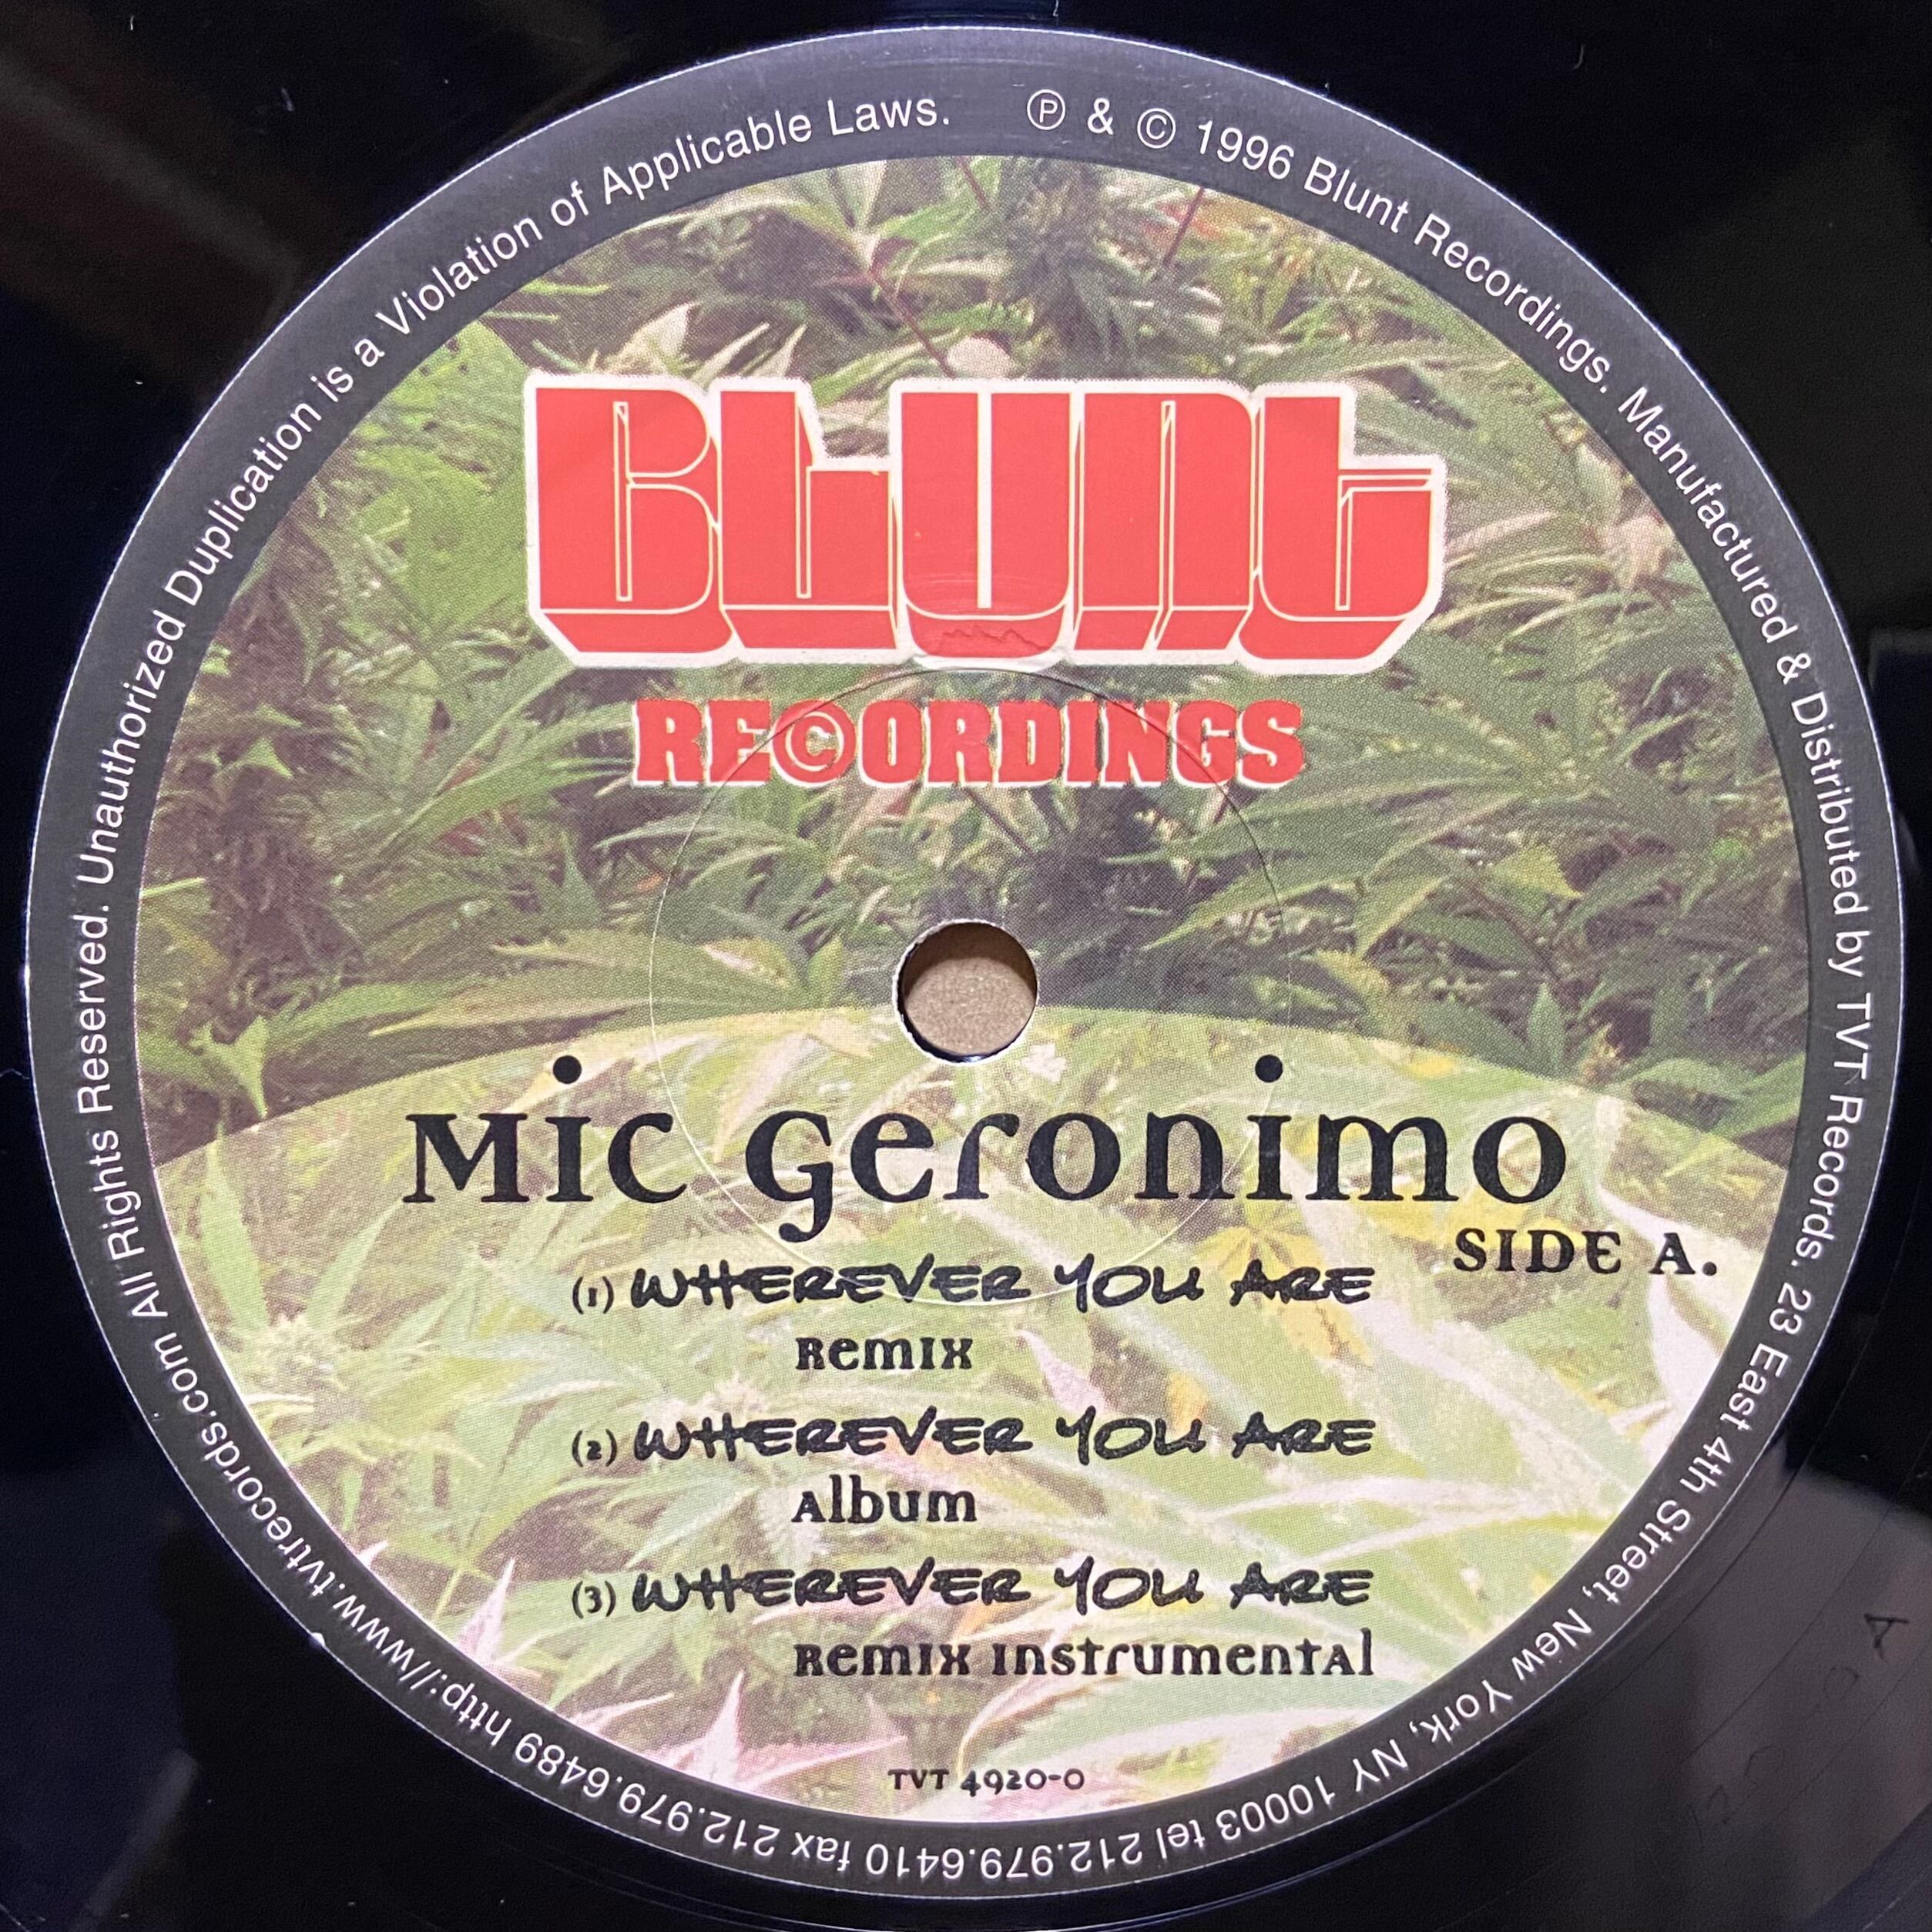 ℗ & © 1996 Blunt Recordings. Manufactured & Distributed by TVT Records. 23 East 4th Street, New York, NY 10003 tel 212.979.6410 fax 212.979.6489 http://www.tvtrecords.com All Rights Reserved. Unauthorized Duplication is a Violation of Applicable Laws.
BLUNT
RE©ORDINGS
Mic Geronimo
SIDE A.
(1) WHEREVER YOU ARE
Remix
(2) WHEREVER YOU ARE
Album
(3) WHEREVER YOU ARE
Remix Instrumental
TVT 4920-0